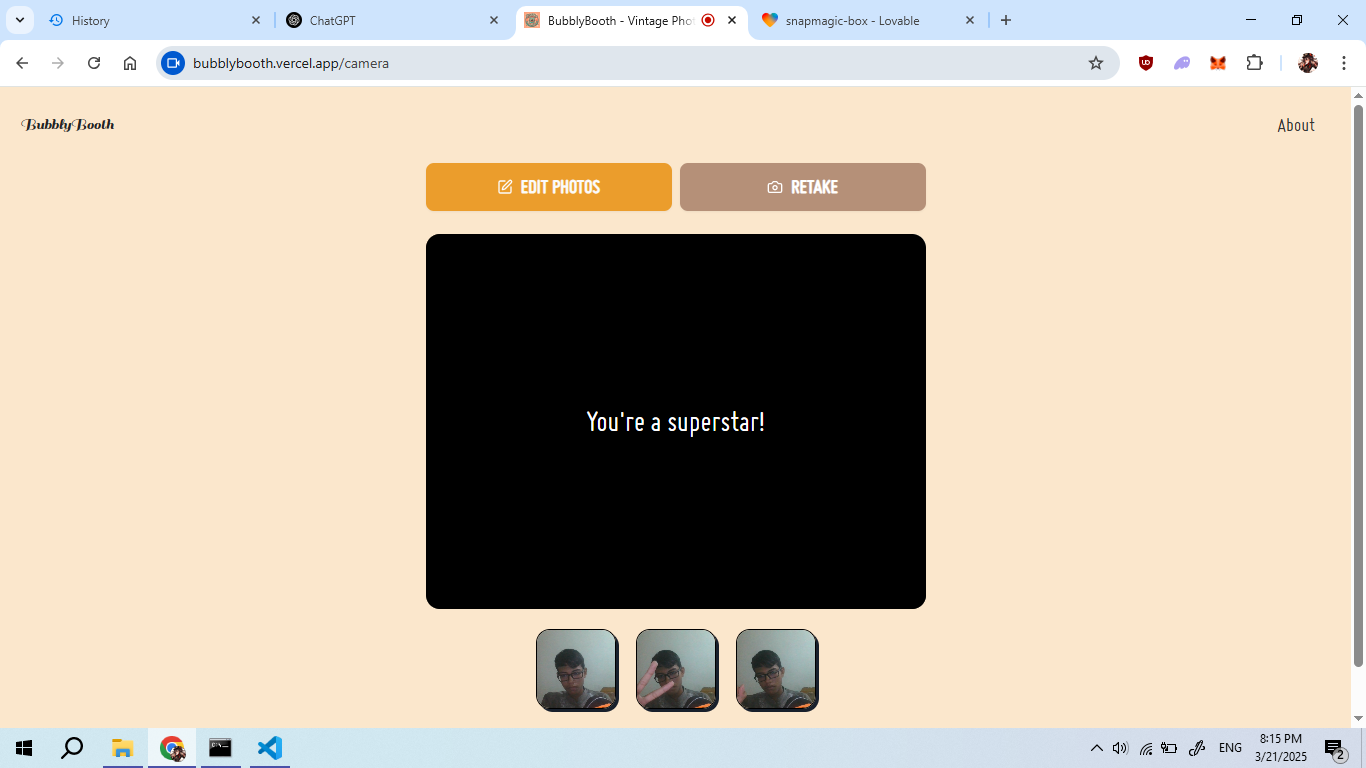 History
ChatGPT
BubblyBooth - Vintage Pho
snapmagic-box - Lovable
bubblybooth.vercel.app/camera
BubblyBooth
About
EDIT PHOTOS
RETAKE
You're a superstar!
ENG
8:15 PM
3/21/2025
2